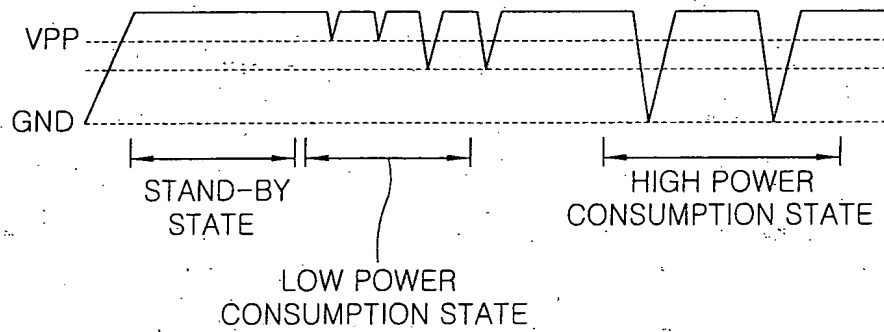 VPP
GND
STAND-BY
STATE
HIGH POWER
CONSUMPTION STATE
LOW POWER
CONSUMPTION STATE